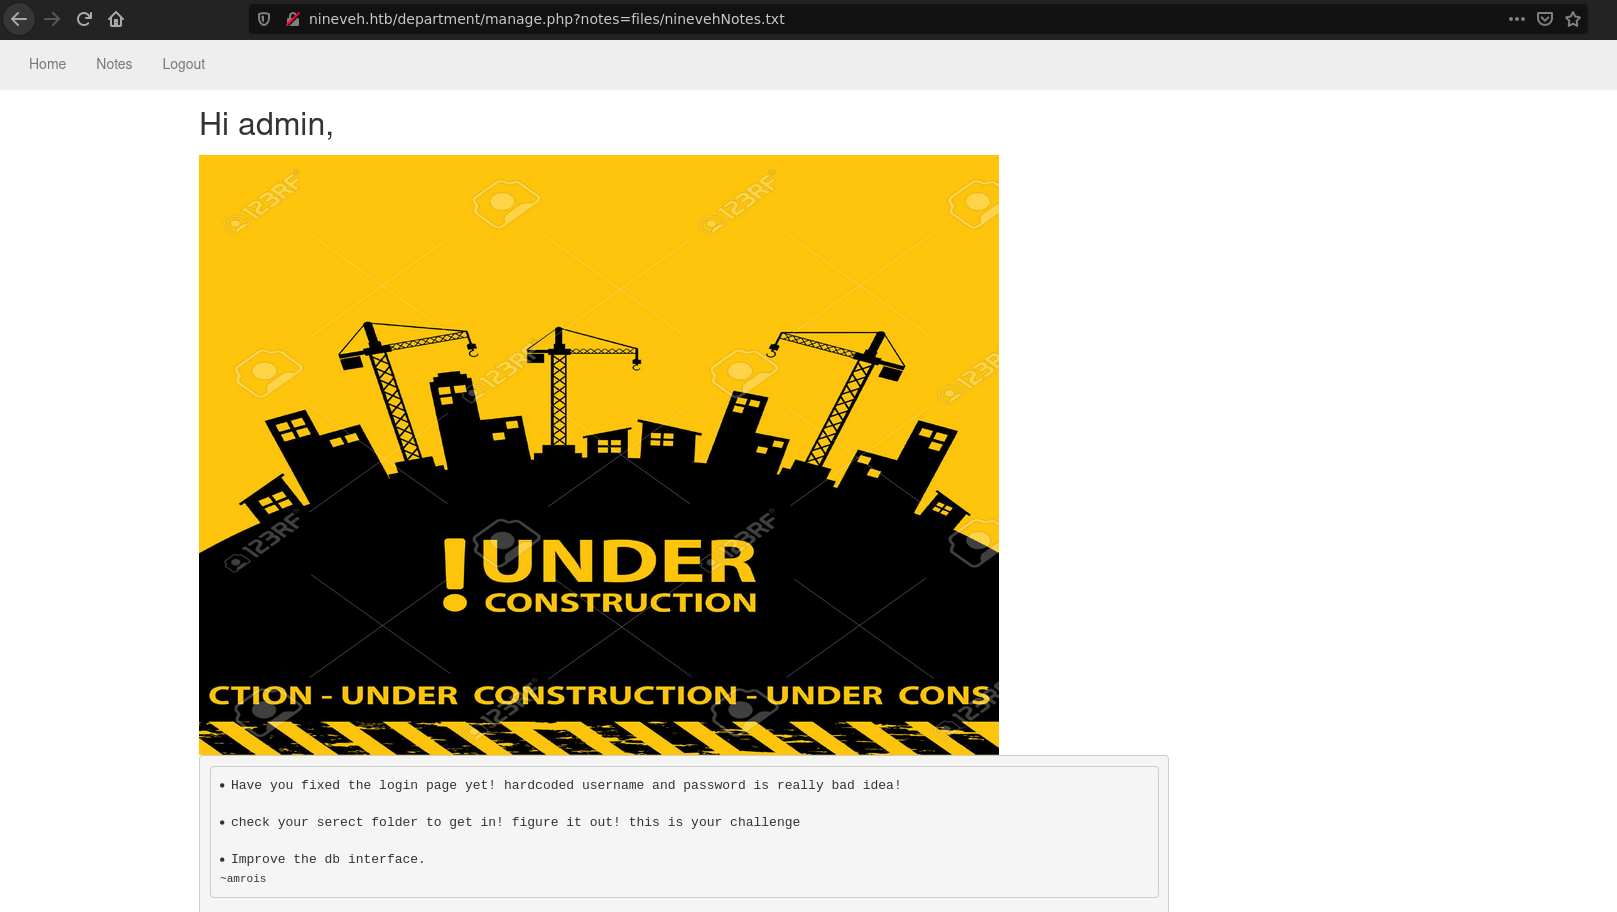 nineveh.htb/department/manage.php?notes=files/ninevehNotes.txt
Home Notes Logout
Hi admin,
123RF 123RF
123RF 123RF
! UNDER
CONSTRUCTION
123RF 123RF
CTION - UNDER CONSTRUCTION - UNDER CONS
123RF 123RF
• Have you fixed the login page yet! hardcoded username and password is really bad idea!
• check your serect folder to get in! figure it out! this is your challenge
• Improve the db interface.
~amrois